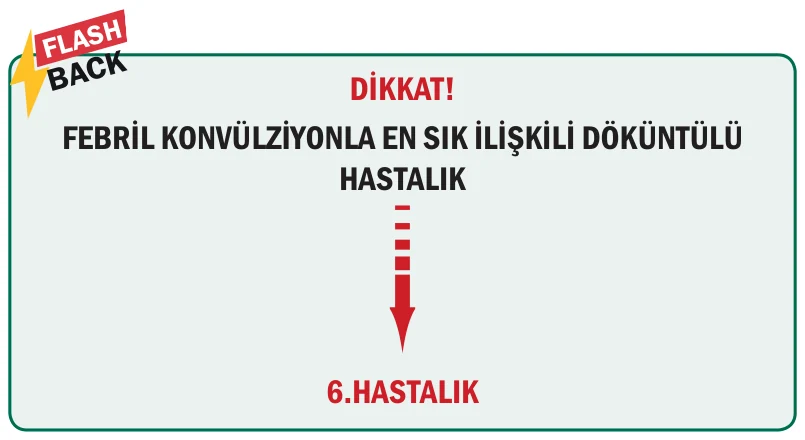 FLASH
BACK
DİKKAT!
FEBRİL KONVÜLZİYONLA EN SIK İLİŞKİLİ DÖKÜNTÜLÜ
HASTALIK
6.HASTALIK